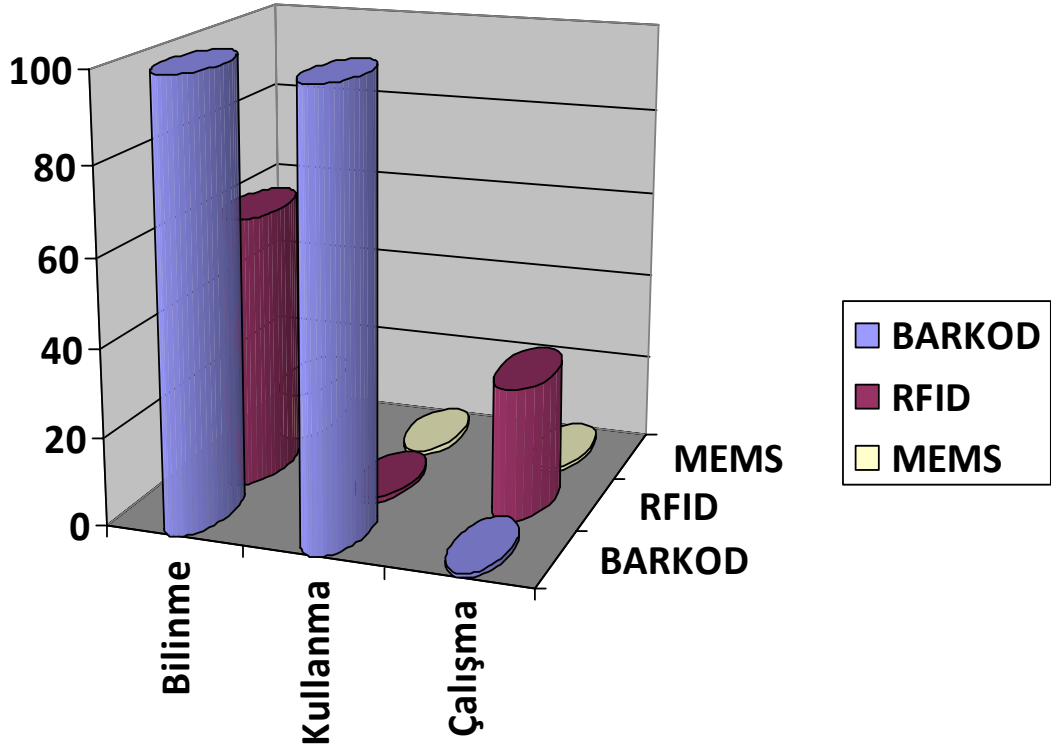 100
80
60
40
20
0
Bilinme
Kullanma
Çalışma
MEMS
RFID
BARKOD
BARKOD
RFID
MEMS